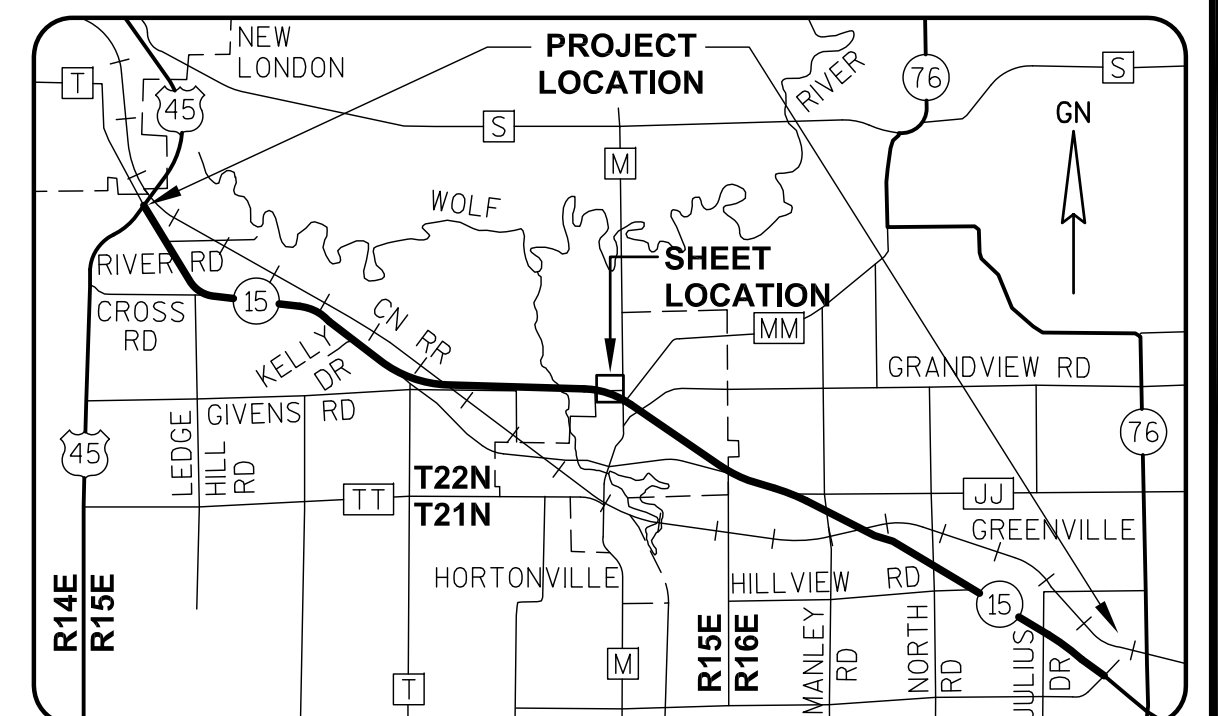 NEW
LONDON
PROJECT
LOCATION
T
45
76
S
RIVER
S
M
GN
WOLF
SHEET
LOCATION
RIVER RD
15
CROSS
RD
CN RR
MM
KELLY
DR
GRANDVIEW RD
GIVENS RD
45
LEDGE
HILL
RD
76
T22N
TT
T21N
JJ
GREENVILLE
HORTONVILLE
HILLVIEW RD
15
R14E
R15E
R15E
R16E
MANLEY
RD
NORTH
RD
JULIUS
DR
M
T